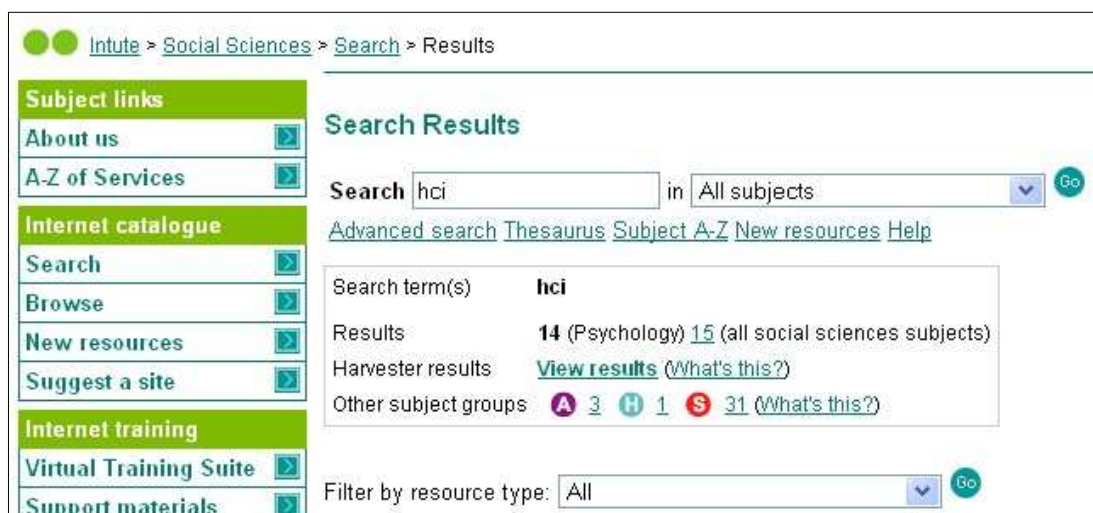 Intute > Social Sciences > Search > Results
Subject links
About us
A-Z of Services
Internet catalogue
Search
Browse
New resources
Suggest a site
Internet training
Virtual Training Suite
Support materials
Search Results
Search hci in All subjects Go
Advanced search Thesaurus Subject A-Z New resources Help
Search term(s) hci
Results 14 (Psychology) 15 (all social sciences subjects)
Harvester results View results (What's this?)
Other subject groups A 3 H 1 S 31 (What's this?)
Filter by resource type: All Go